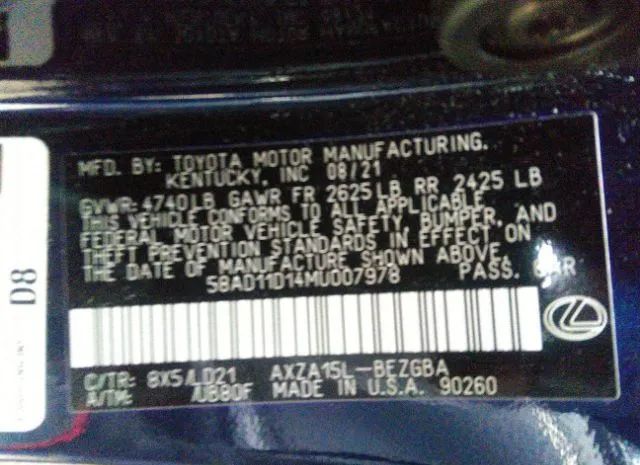 MFD. BY: TOYOTA MOTOR MANUFACTURING,
KENTUCKY, INC 08/21
GVWR: 4740LB GAWR FR 2625LB RR 2425 LB
THIS VEHICLE CONFORMS TO ALL APPLICABLE
FEDERAL MOTOR VEHICLE SAFETY, BUMPER, AND
THEFT PREVENTION STANDARDS IN EFFECT ON
THE DATE OF MANUFACTURE SHOWN ABOVE.
58AD11D14MU007978 PASS. CAR
C/TR: 8X5/LD21 AXZA15L-BEZGBA
A/TM: /UB80F MADE IN U.S.A. 90260
D8